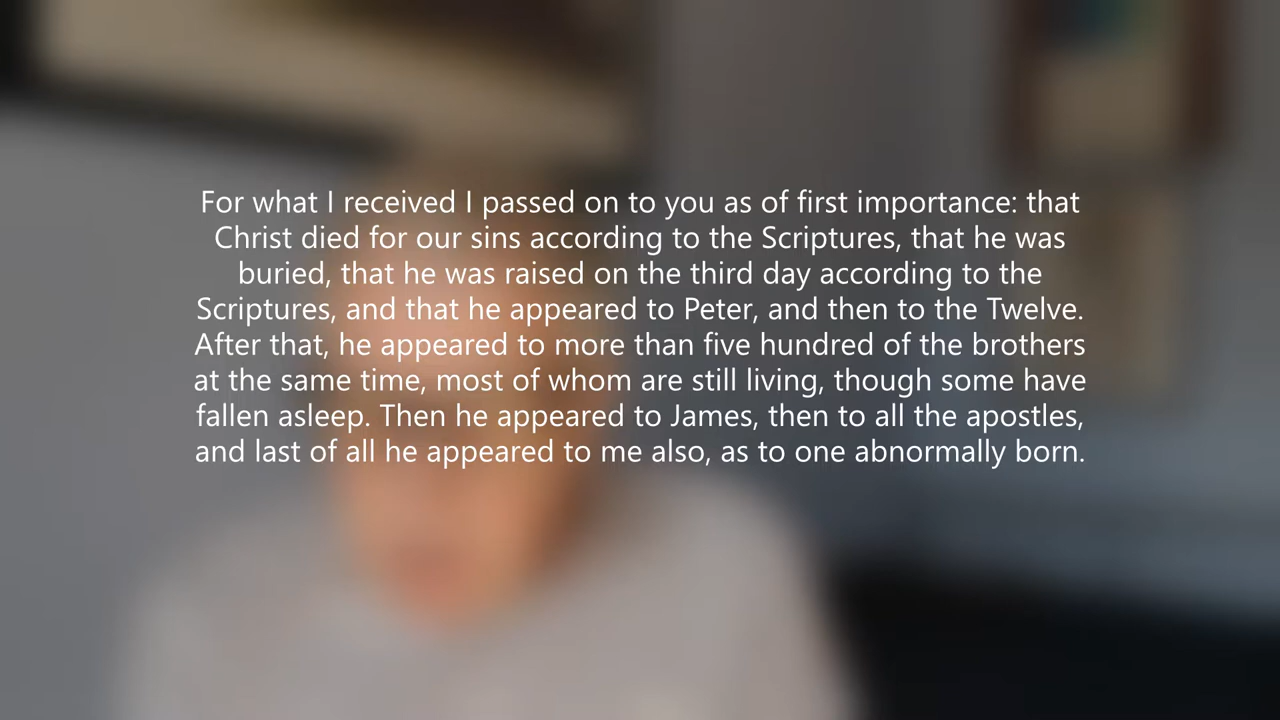 For what I received I passed on to you as of first importance: that
Christ died for our sins according to the Scriptures, that he was
buried, that he was raised on the third day according to the
Scriptures, and that he appeared to Peter, and then to the Twelve.
After that, he appeared to more than five hundred of the brothers
at the same time, most of whom are still living, though some have
fallen asleep. Then he appeared to James, then to all the apostles,
and last of all he appeared to me also, as to one abnormally born.